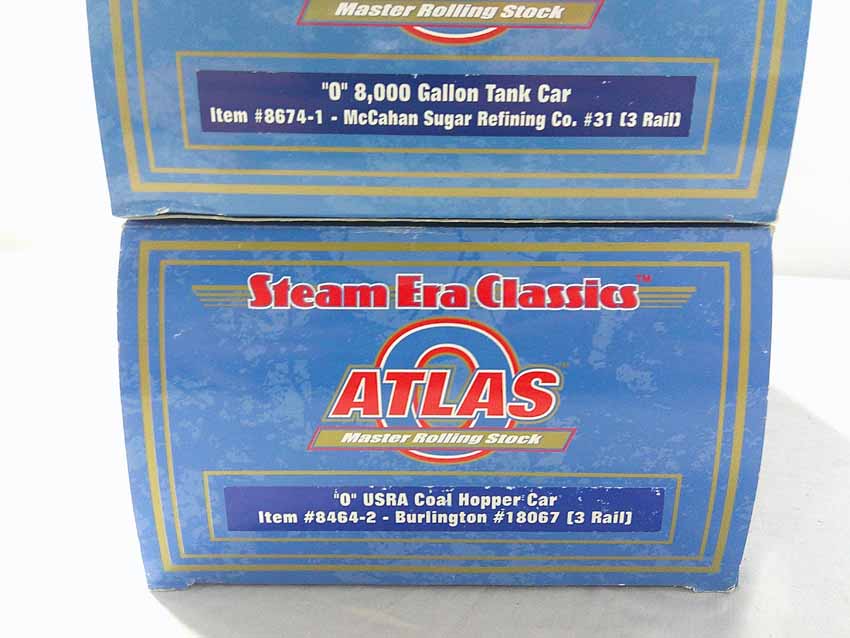 Master Rolling Stock
"O" 8,000 Gallon Tank Car
Item #8674-1 - McCahan Sugar Refining Co. #31 (3 Rail)
Steam Era Classics™
ATLAS
Master Rolling Stock
"O" USRA Coal Hopper Car
Item #8464-2 - Burlington #18067 (3 Rail)